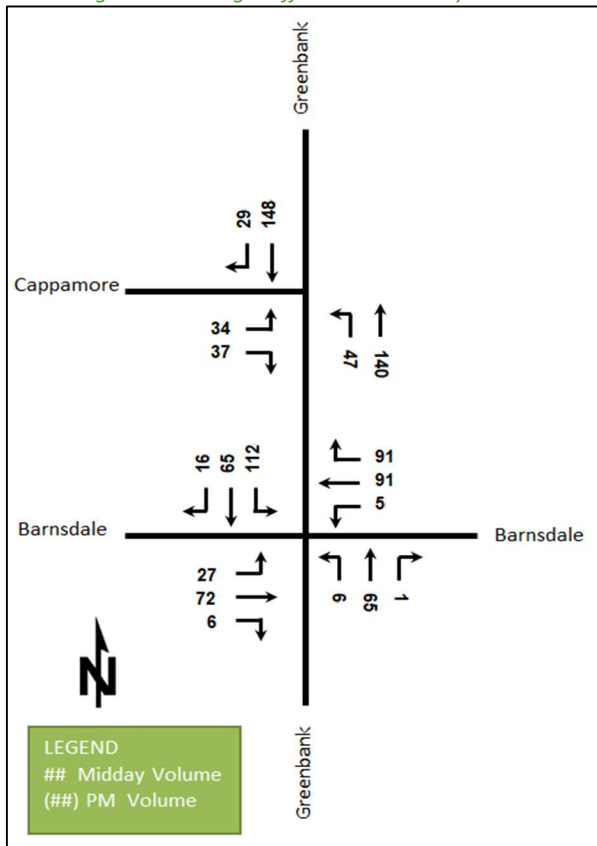 Greenbank
29 148
Cappamore
34
37
47 140
16 65 112
91
91
5
Barnsdale
Barnsdale
27
72
6
6 65 1
N
LEGEND
## Midday Volume
(##) PM Volume
Greenbank